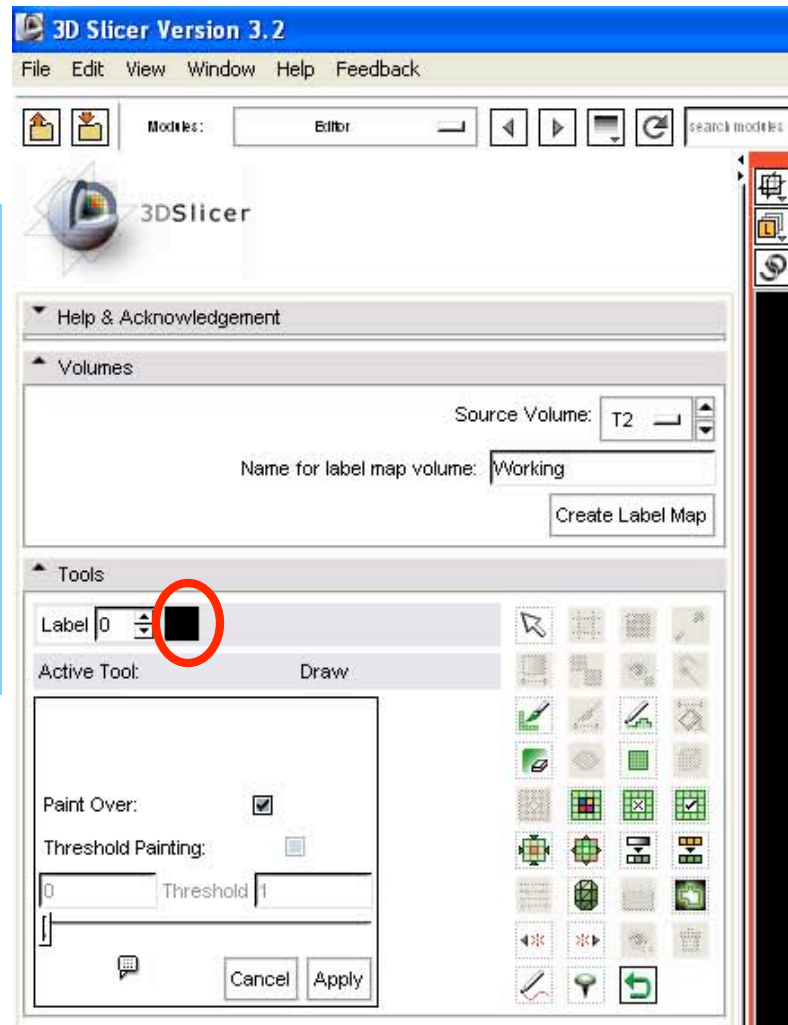 3D Slicer Version 3.2
File Edit View Window Help Feedback
Modules: Editor search modules
3DSlicer
Help & Acknowledgement
Volumes
Source Volume: T2
Name for label map volume: Working
Create Label Map
Tools
Label 0
Active Tool: Draw
Paint Over:
Threshold Painting:
0 Threshold 1
Cancel Apply
L